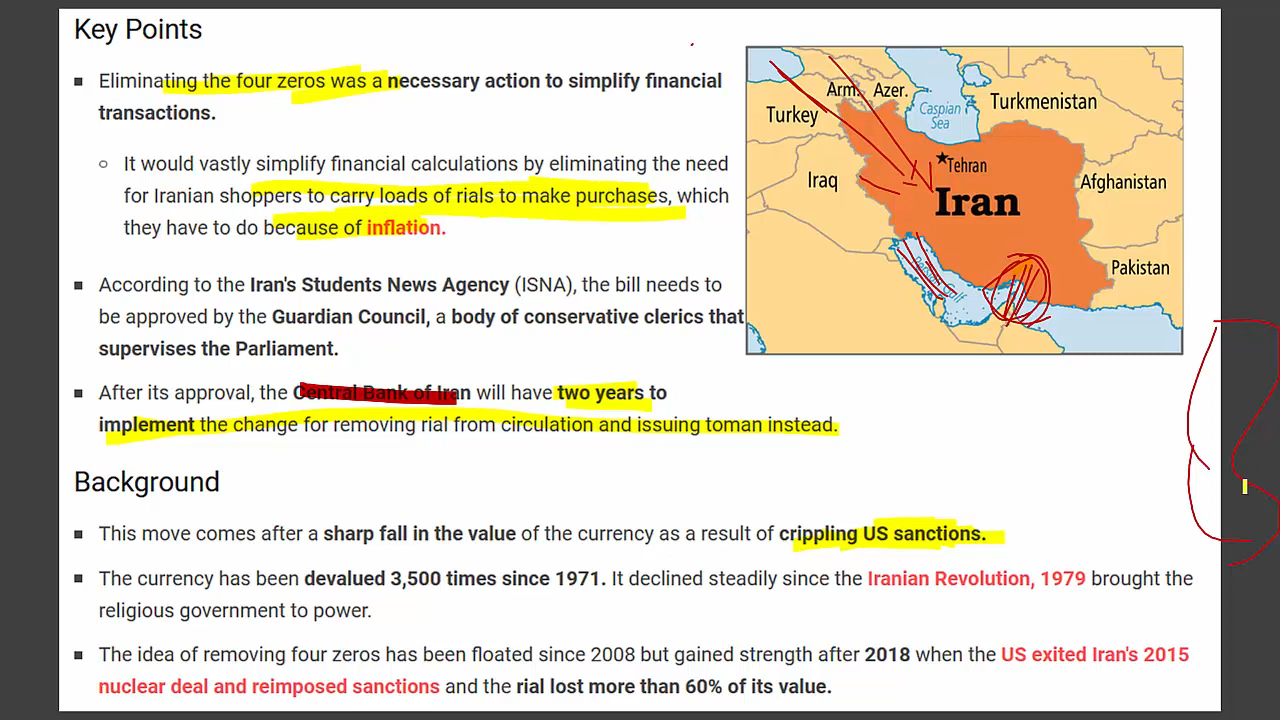 Key Points
Eliminating the four zeros was a necessary action to simplify financial
transactions.
It would vastly simplify financial calculations by eliminating the need
for Iranian shoppers to carry loads of rials to make purchases, which
they have to do because of inflation.
According to the Iran's Students News Agency (ISNA), the bill needs to
be approved by the Guardian Council, a body of conservative clerics that
supervises the Parliament.
After its approval, the Central Bank of Iran will have two years to
implement the change for removing rial from circulation and issuing toman instead.
Arm.
Azer.
Caspian
Sea
Turkmenistan
Turkey
Tehran
Iraq
Afghanistan
Iran
Pakistan
Background
This move comes after a sharp fall in the value of the currency as a result of crippling US sanctions.
The currency has been devalued 3,500 times since 1971. It declined steadily since the Iranian Revolution, 1979 brought the
religious government to power.
The idea of removing four zeros has been floated since 2008 but gained strength after 2018 when the US exited Iran's 2015
nuclear deal and reimposed sanctions and the rial lost more than 60% of its value.